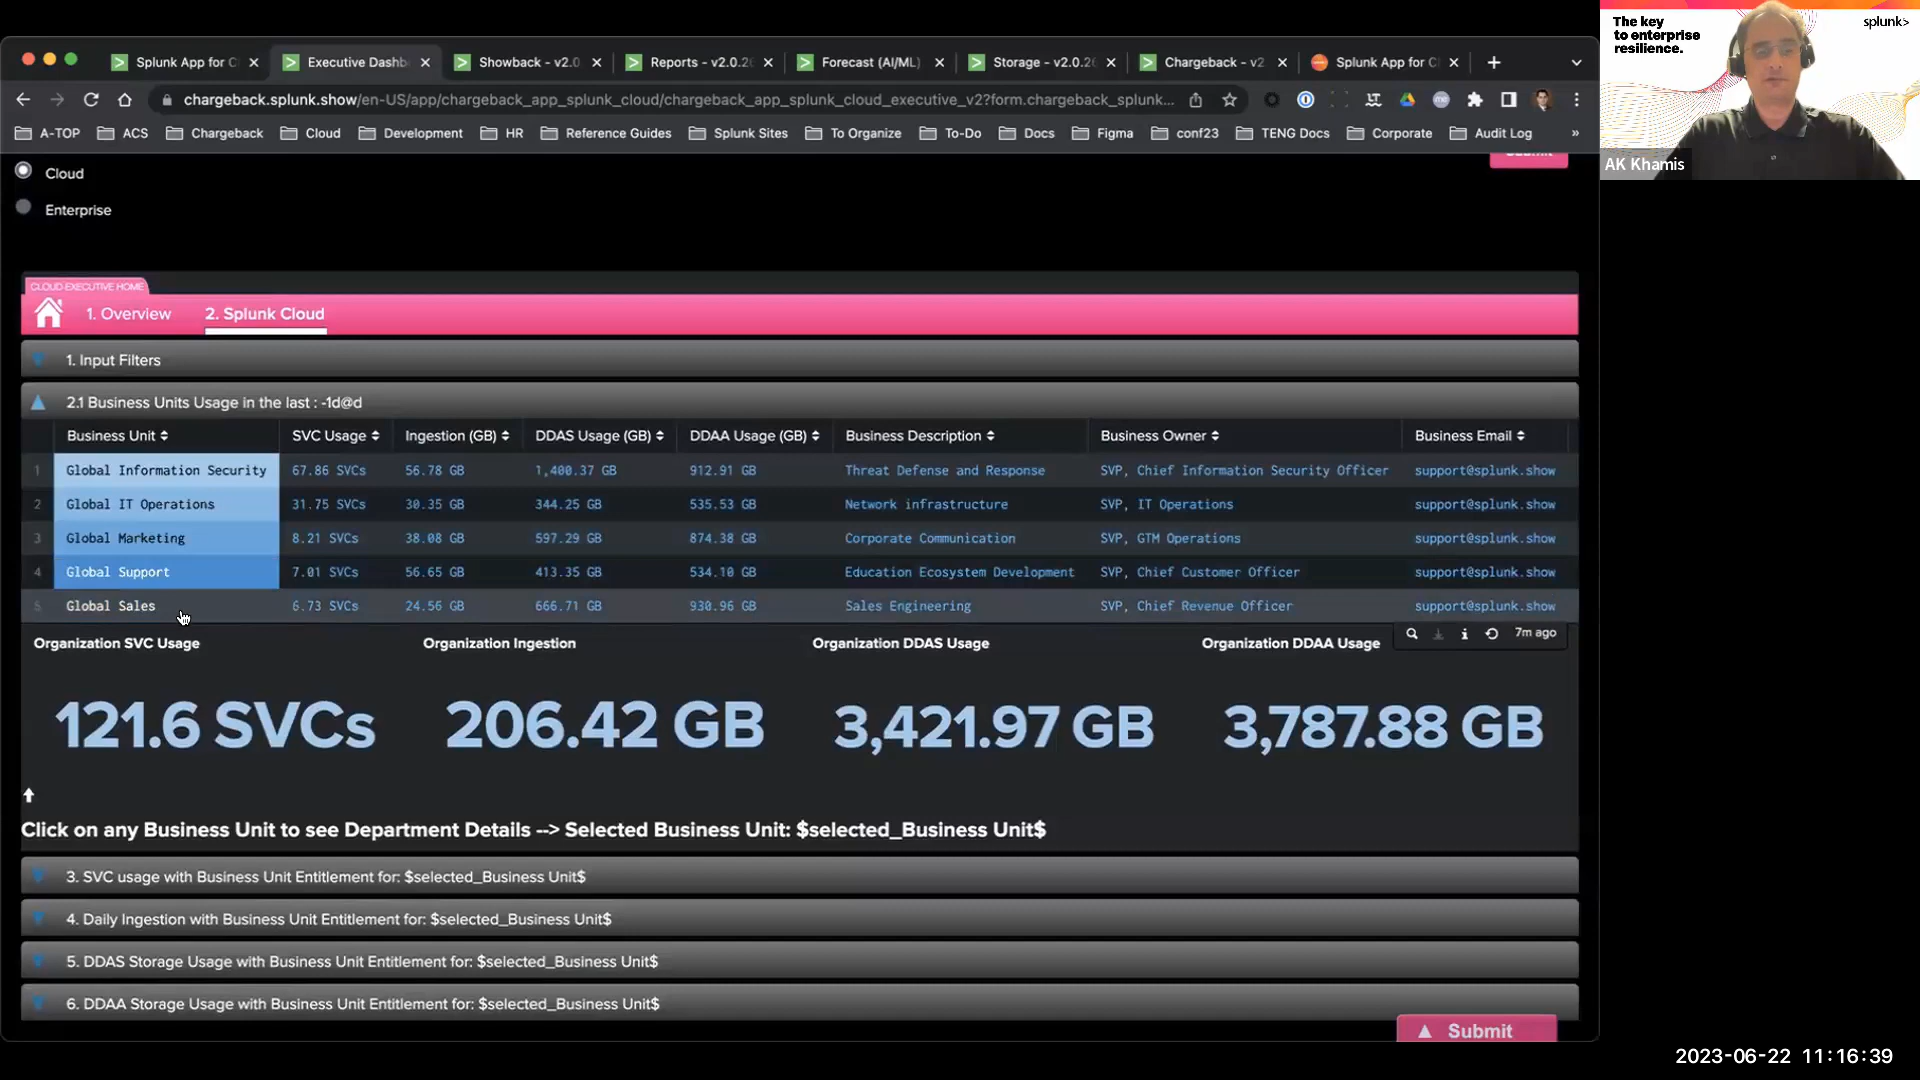 Splunk App for C
Executive Dashb
Showback - v2.0
Reports - v2.0.2
Forecast (AI/ML)
Storage - v2.0.2
Chargeback - v2
Splunk App for C
chargeback.splunk.show/en-US/app/chargeback_app_splunk_cloud/chargeback_app_splunk_cloud_executive_v2?form.chargeback_splunk...
A-TOP ACS Chargeback Cloud Development HR Reference Guides Splunk Sites To Organize To-Do Docs Figma conf23 TENG Docs Corporate Audit Log »
The key
to enterprise
resilience.
splunk>
AK Khamis
Cloud
Submit
Enterprise
CLOUD-EXECUTIVE HOME
1. Overview 2. Splunk Cloud
1. Input Filters
2.1 Business Units Usage in the last : -1d@d
Business Unit SVC Usage Ingestion (GB) DDAS Usage (GB) DDAA Usage (GB) Business Description Business Owner Business Email
1 Global Information Security 67.86 SVCs 56.78 GB 1,400.37 GB 912.91 GB Threat Defense and Response SVP, Chief Information Security Officer support@splunk.show
2 Global IT Operations 31.75 SVCs 30.35 GB 344.25 GB 535.53 GB Network infrastructure SVP, IT Operations support@splunk.show
3 Global Marketing 8.21 SVCs 38.08 GB 597.29 GB 874.38 GB Corporate Communication SVP, GTM Operations support@splunk.show
4 Global Support 7.01 SVCs 56.65 GB 413.35 GB 534.10 GB Education Ecosystem Development SVP, Chief Customer Officer support@splunk.show
5 Global Sales 6.73 SVCs 24.56 GB 666.71 GB 930.96 GB Sales Engineering SVP, Chief Revenue Officer support@splunk.show
7m ago
Organization SVC Usage Organization Ingestion Organization DDAS Usage Organization DDAA Usage
121.6 SVCs 206.42 GB 3,421.97 GB 3,787.88 GB
Click on any Business Unit to see Department Details --> Selected Business Unit: $selected_Business Unit$
3. SVC usage with Business Unit Entitlement for: $selected_Business Unit$
4. Daily Ingestion with Business Unit Entitlement for: $selected_Business Unit$
5. DDAS Storage Usage with Business Unit Entitlement for: $selected_Business Unit$
6. DDAA Storage Usage with Business Unit Entitlement for: $selected_Business Unit$
Submit
2023-06-22 11:16:39